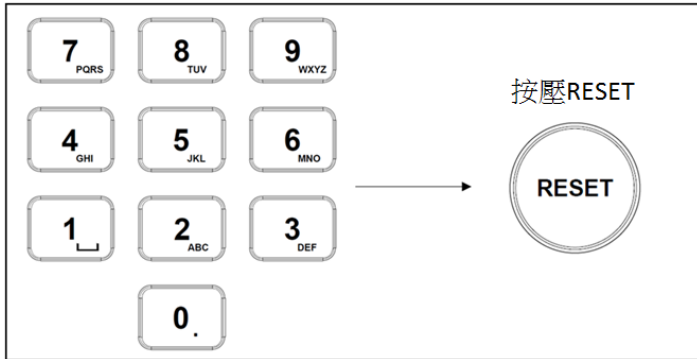 7 PQRS
8 TUV
9 WXYZ
按壓RESET
4 GHI
5 JKL
6 MNO
RESET
1
2 ABC
3 DEF
0 .